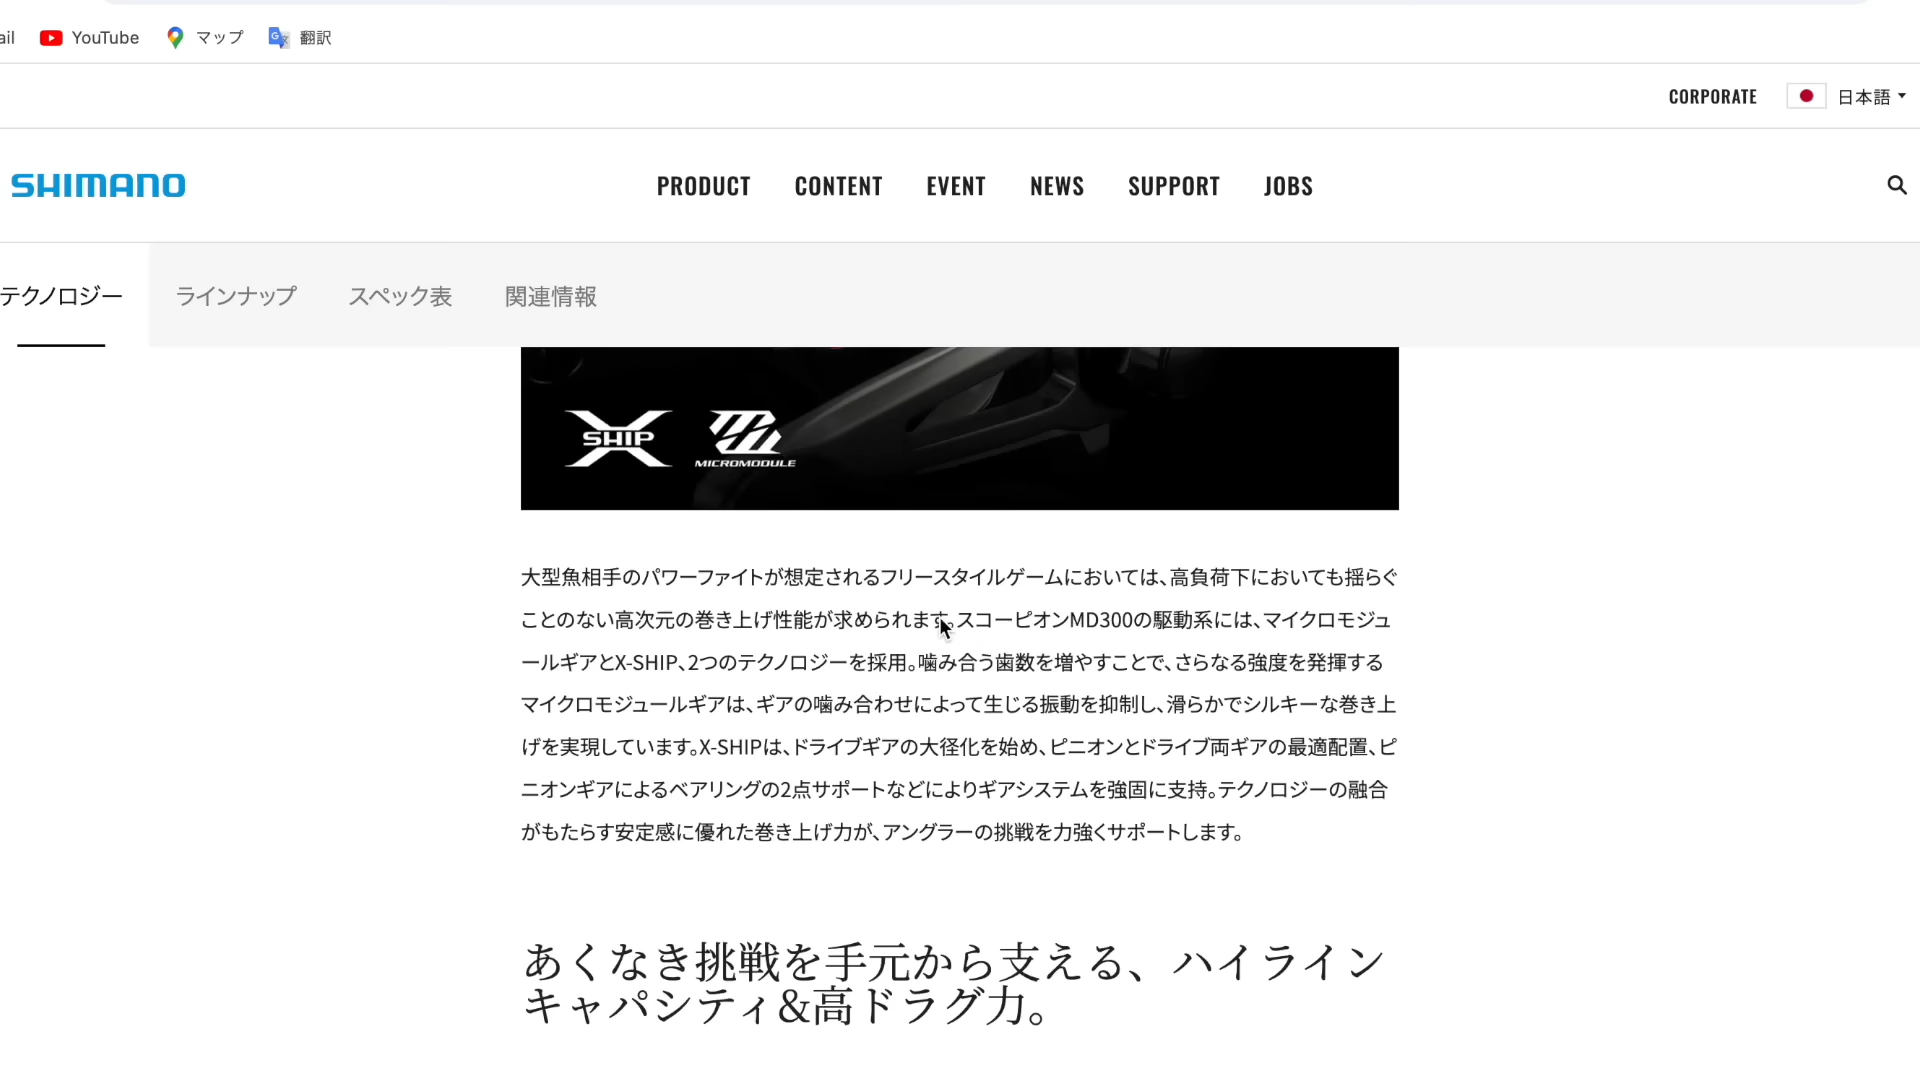 ail YouTube マップ 翻訳
CORPORATE 日本語
SHIMANO PRODUCT CONTENT EVENT NEWS SUPPORT JOBS
テクノロジー ラインナップ スペック表 関連情報
X SHIP MICROMODULE
大型魚相手のパワーファイトが想定されるフリースタイルゲームにおいては、高負荷下においても揺らぐ
ことのない高次元の巻き上げ性能が求められます。スコーピオンMD300の駆動系には、マイクロモジュ
ールギアとX-SHIP、2つのテクノロジーを採用。噛み合う歯数を増やすことで、さらなる強度を発揮する
マイクロモジュールギアは、ギアの噛み合わせによって生じる振動を抑制し、滑らかでシルキーな巻き上
げを実現しています。X-SHIPは、ドライブギアの大径化を始め、ピニオンとドライブ両ギアの最適配置、ピ
ニオンギアによるベアリングの2点サポートなどによりギアシステムを強固に支持。テクノロジーの融合
がもたらす安定感に優れた巻き上げ力が、アングラーの挑戦を力強くサポートします。
あくなき挑戦を手元から支える、ハイライン
キャパシティ&高ドラグ力。